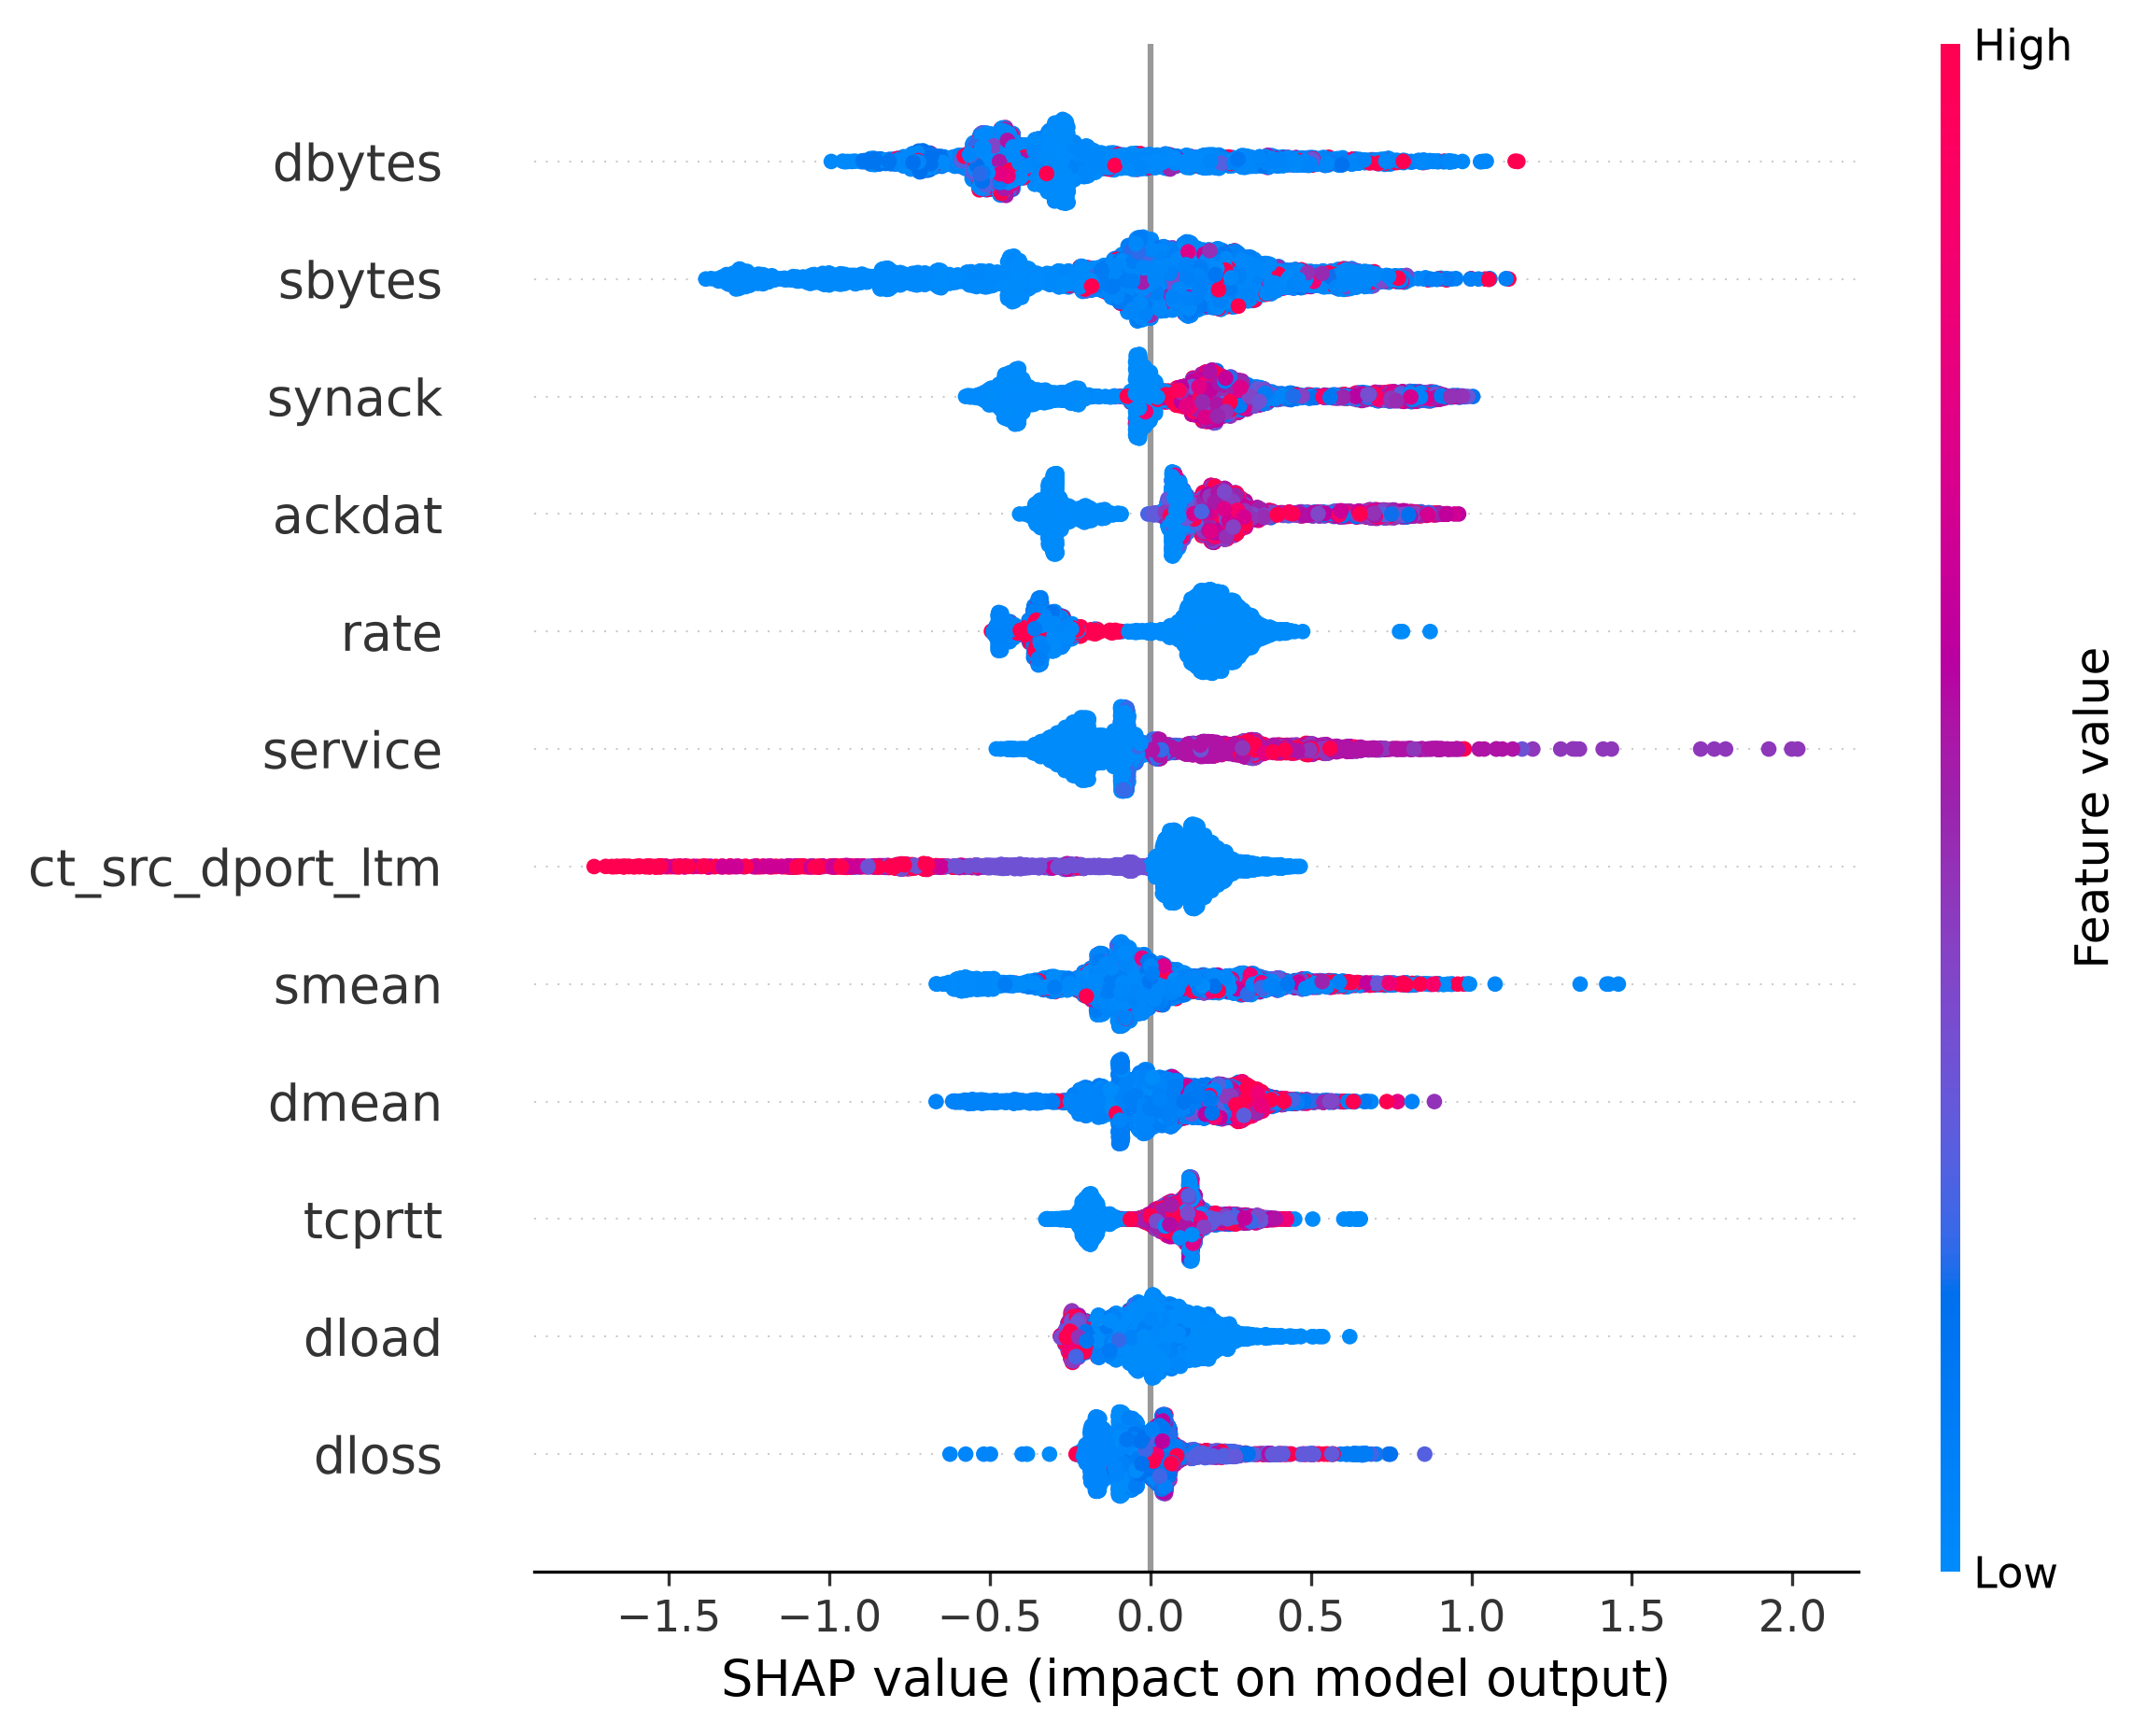 High
dbytes
sbytes
synack
ackdat
rate
service
ct_src_dport_ltm
smean
dmean
tcprtt
dload
dloss
Feature value
Low
−1.5 −1.0 −0.5 0.0 0.5 1.0 1.5 2.0
SHAP value (impact on model output)